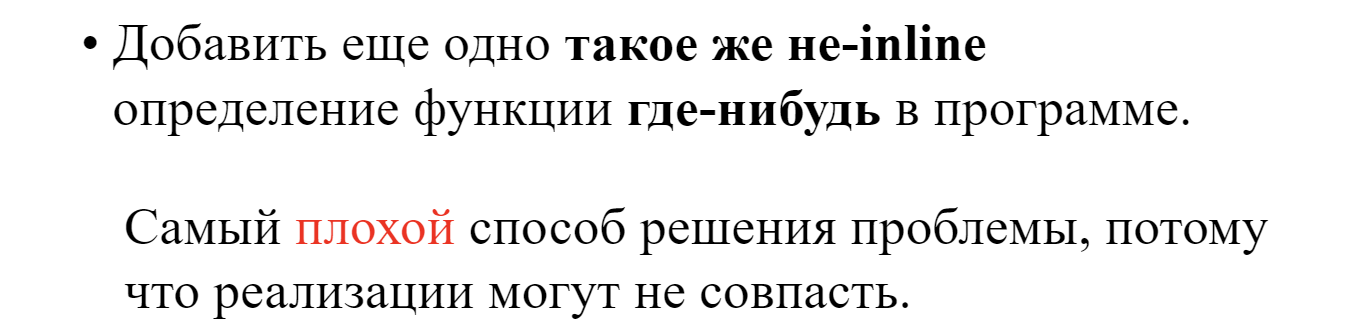 • Добавить еще одно такое же не-inline
определение функции где-нибудь в программе.
Самый плохой способ решения проблемы, потому
что реализации могут не совпасть.